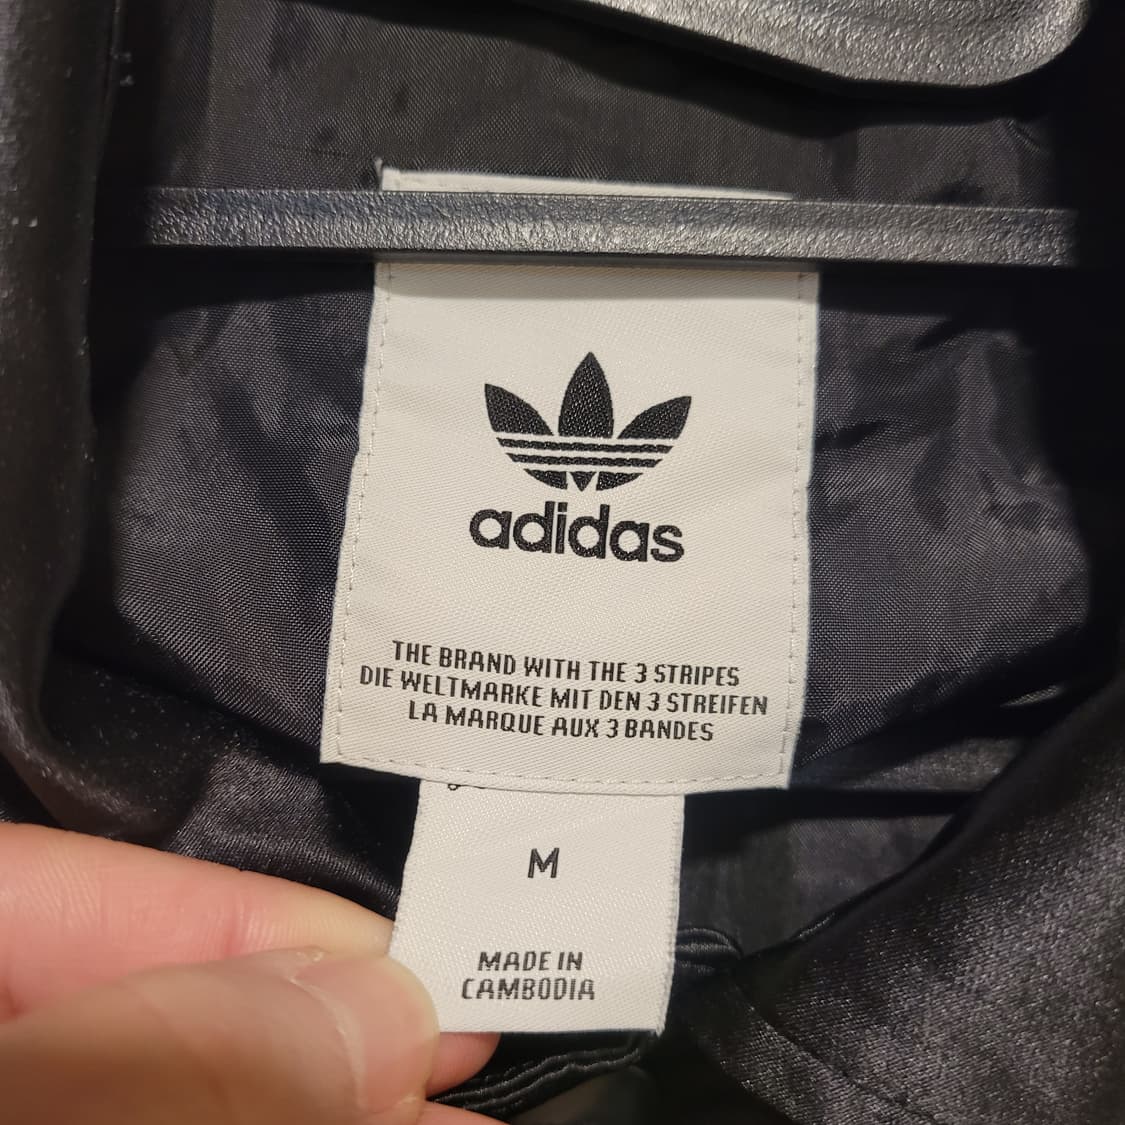 adidas
THE BRAND WITH THE 3 STRIPES
DIE WELTMARKE MIT DEN 3 STREIFEN
LA MARQUE AUX 3 BANDES
M
MADE IN
CAMBODIA